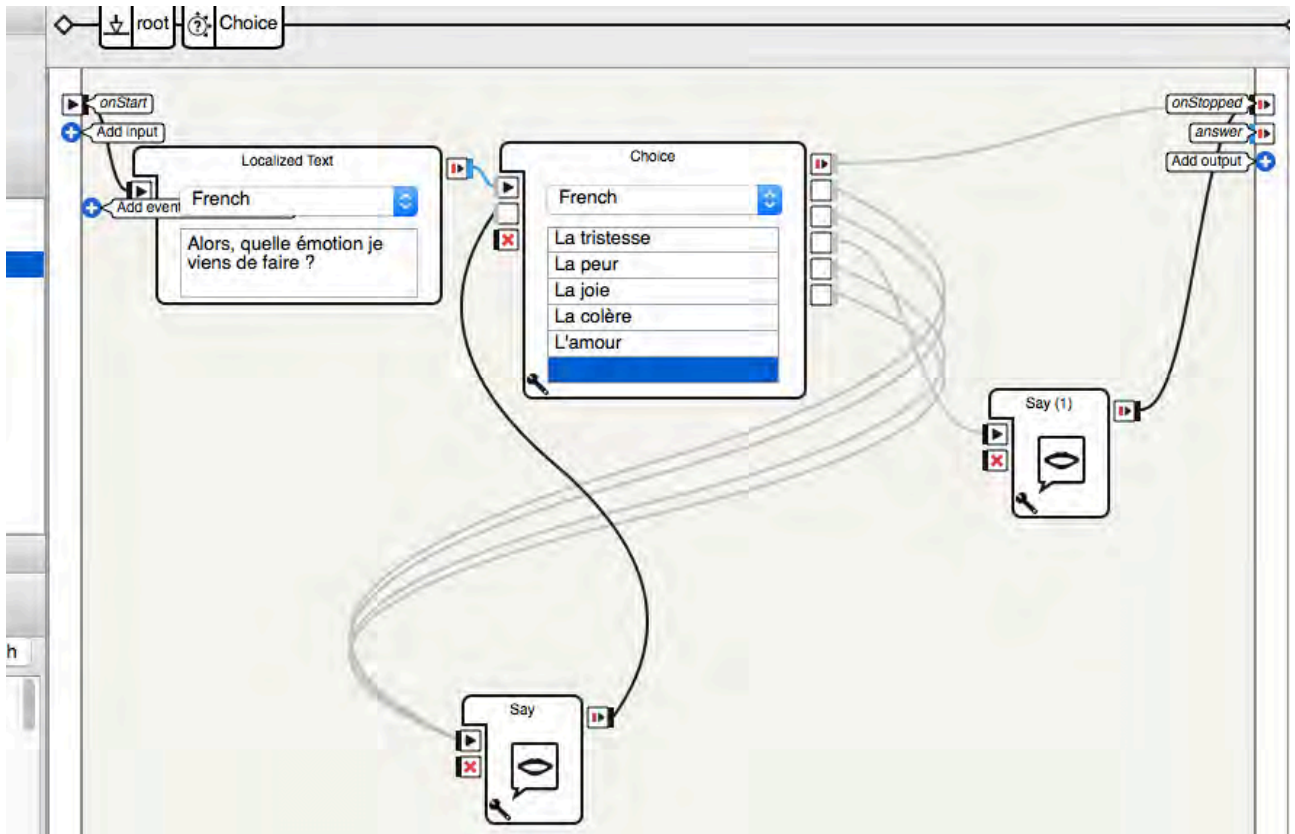 root
Choice
onStart
Add input
Localized Text
French
Add event
Alors, quelle émotion je
viens de faire ?
Choice
French
La tristesse
La peur
La joie
La colère
L'amour
onStopped
answer
Add output
Say (1)
Say
h